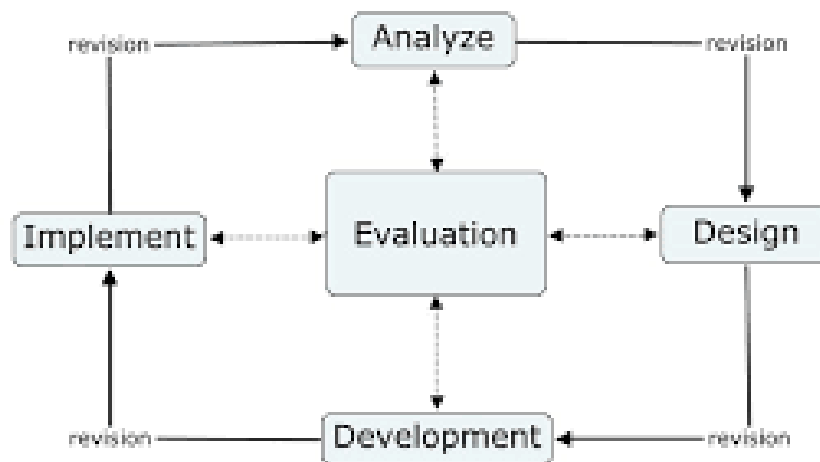 revision
Analyze
revision
Implement
Evaluation
Design
revision
Development
revision